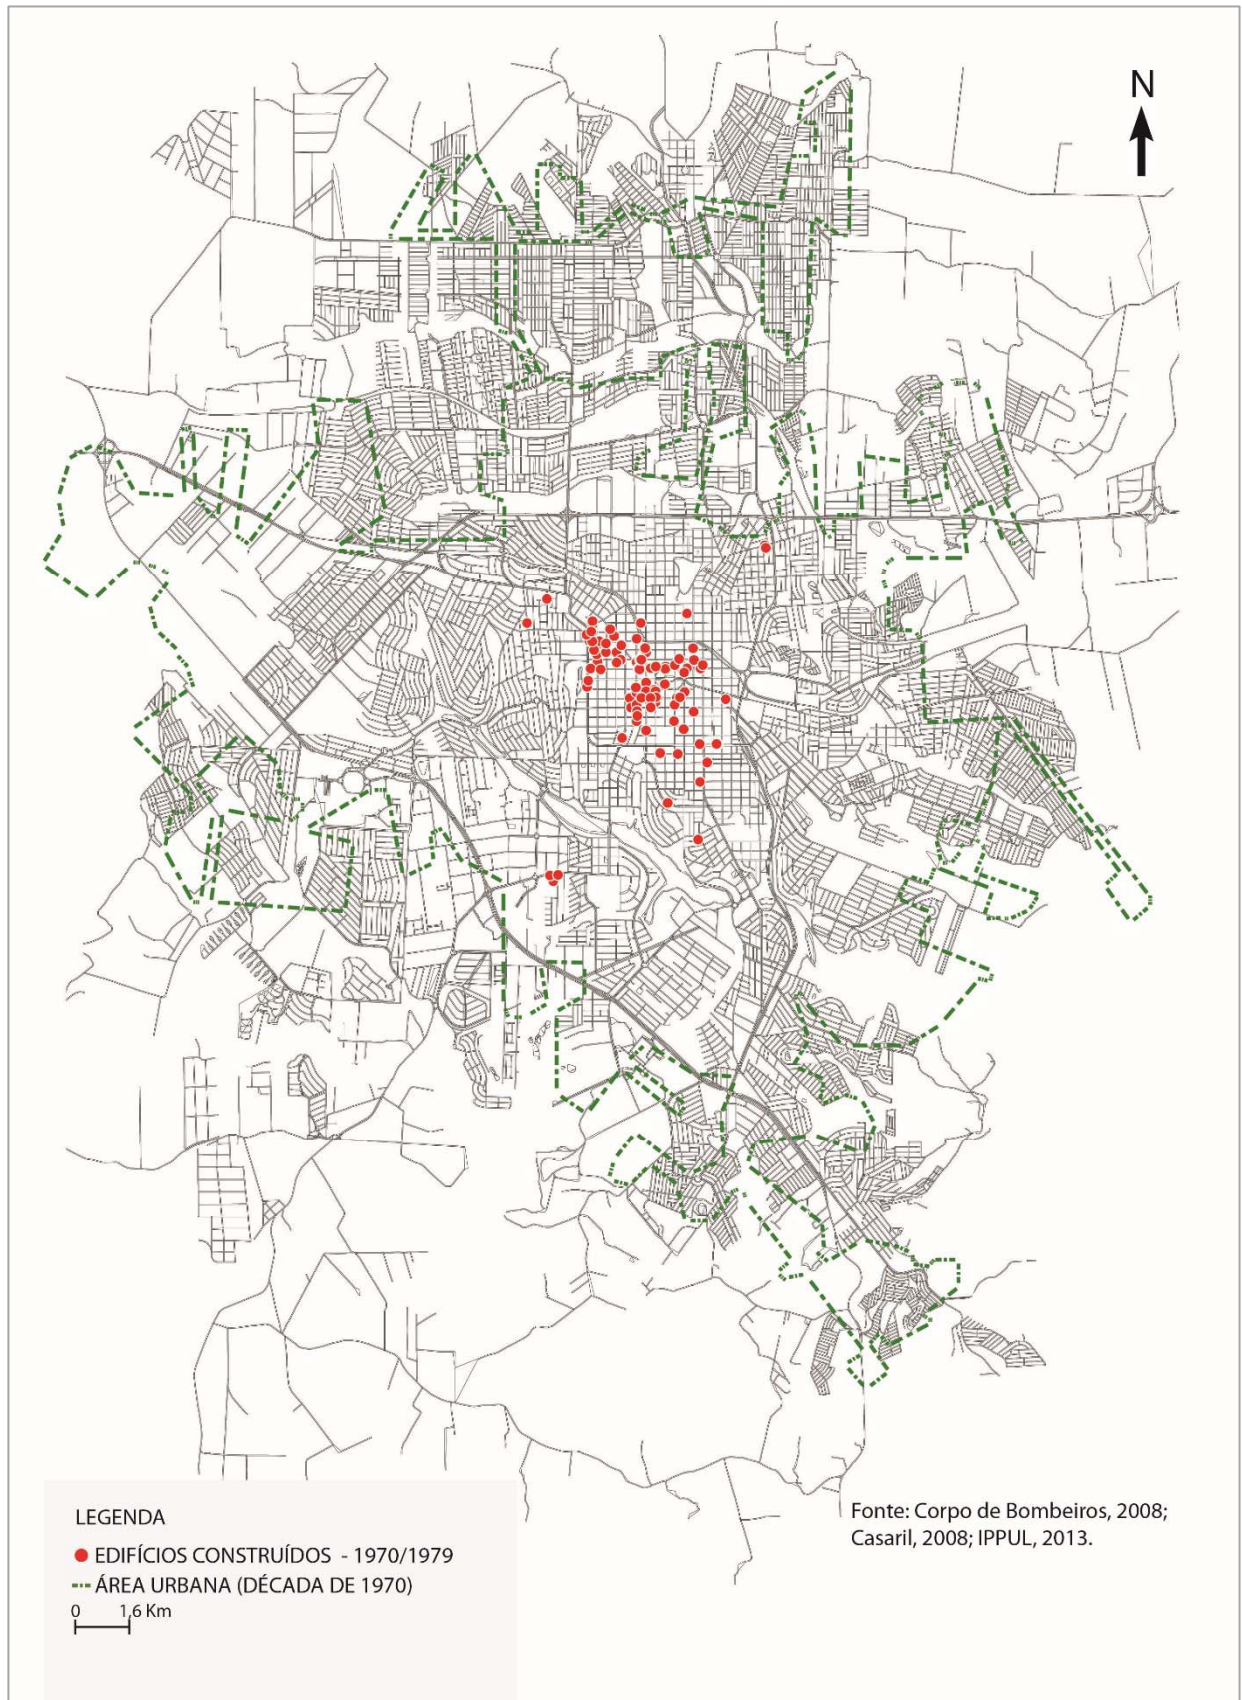 N
LEGENDA
EDIFÍCIOS CONSTRUÍDOS - 1970/1979
ÁREA URBANA (DÉCADA DE 1970)
0 1,6 Km
Fonte: Corpo de Bombeiros, 2008;
Casaril, 2008; IPPUL, 2013.